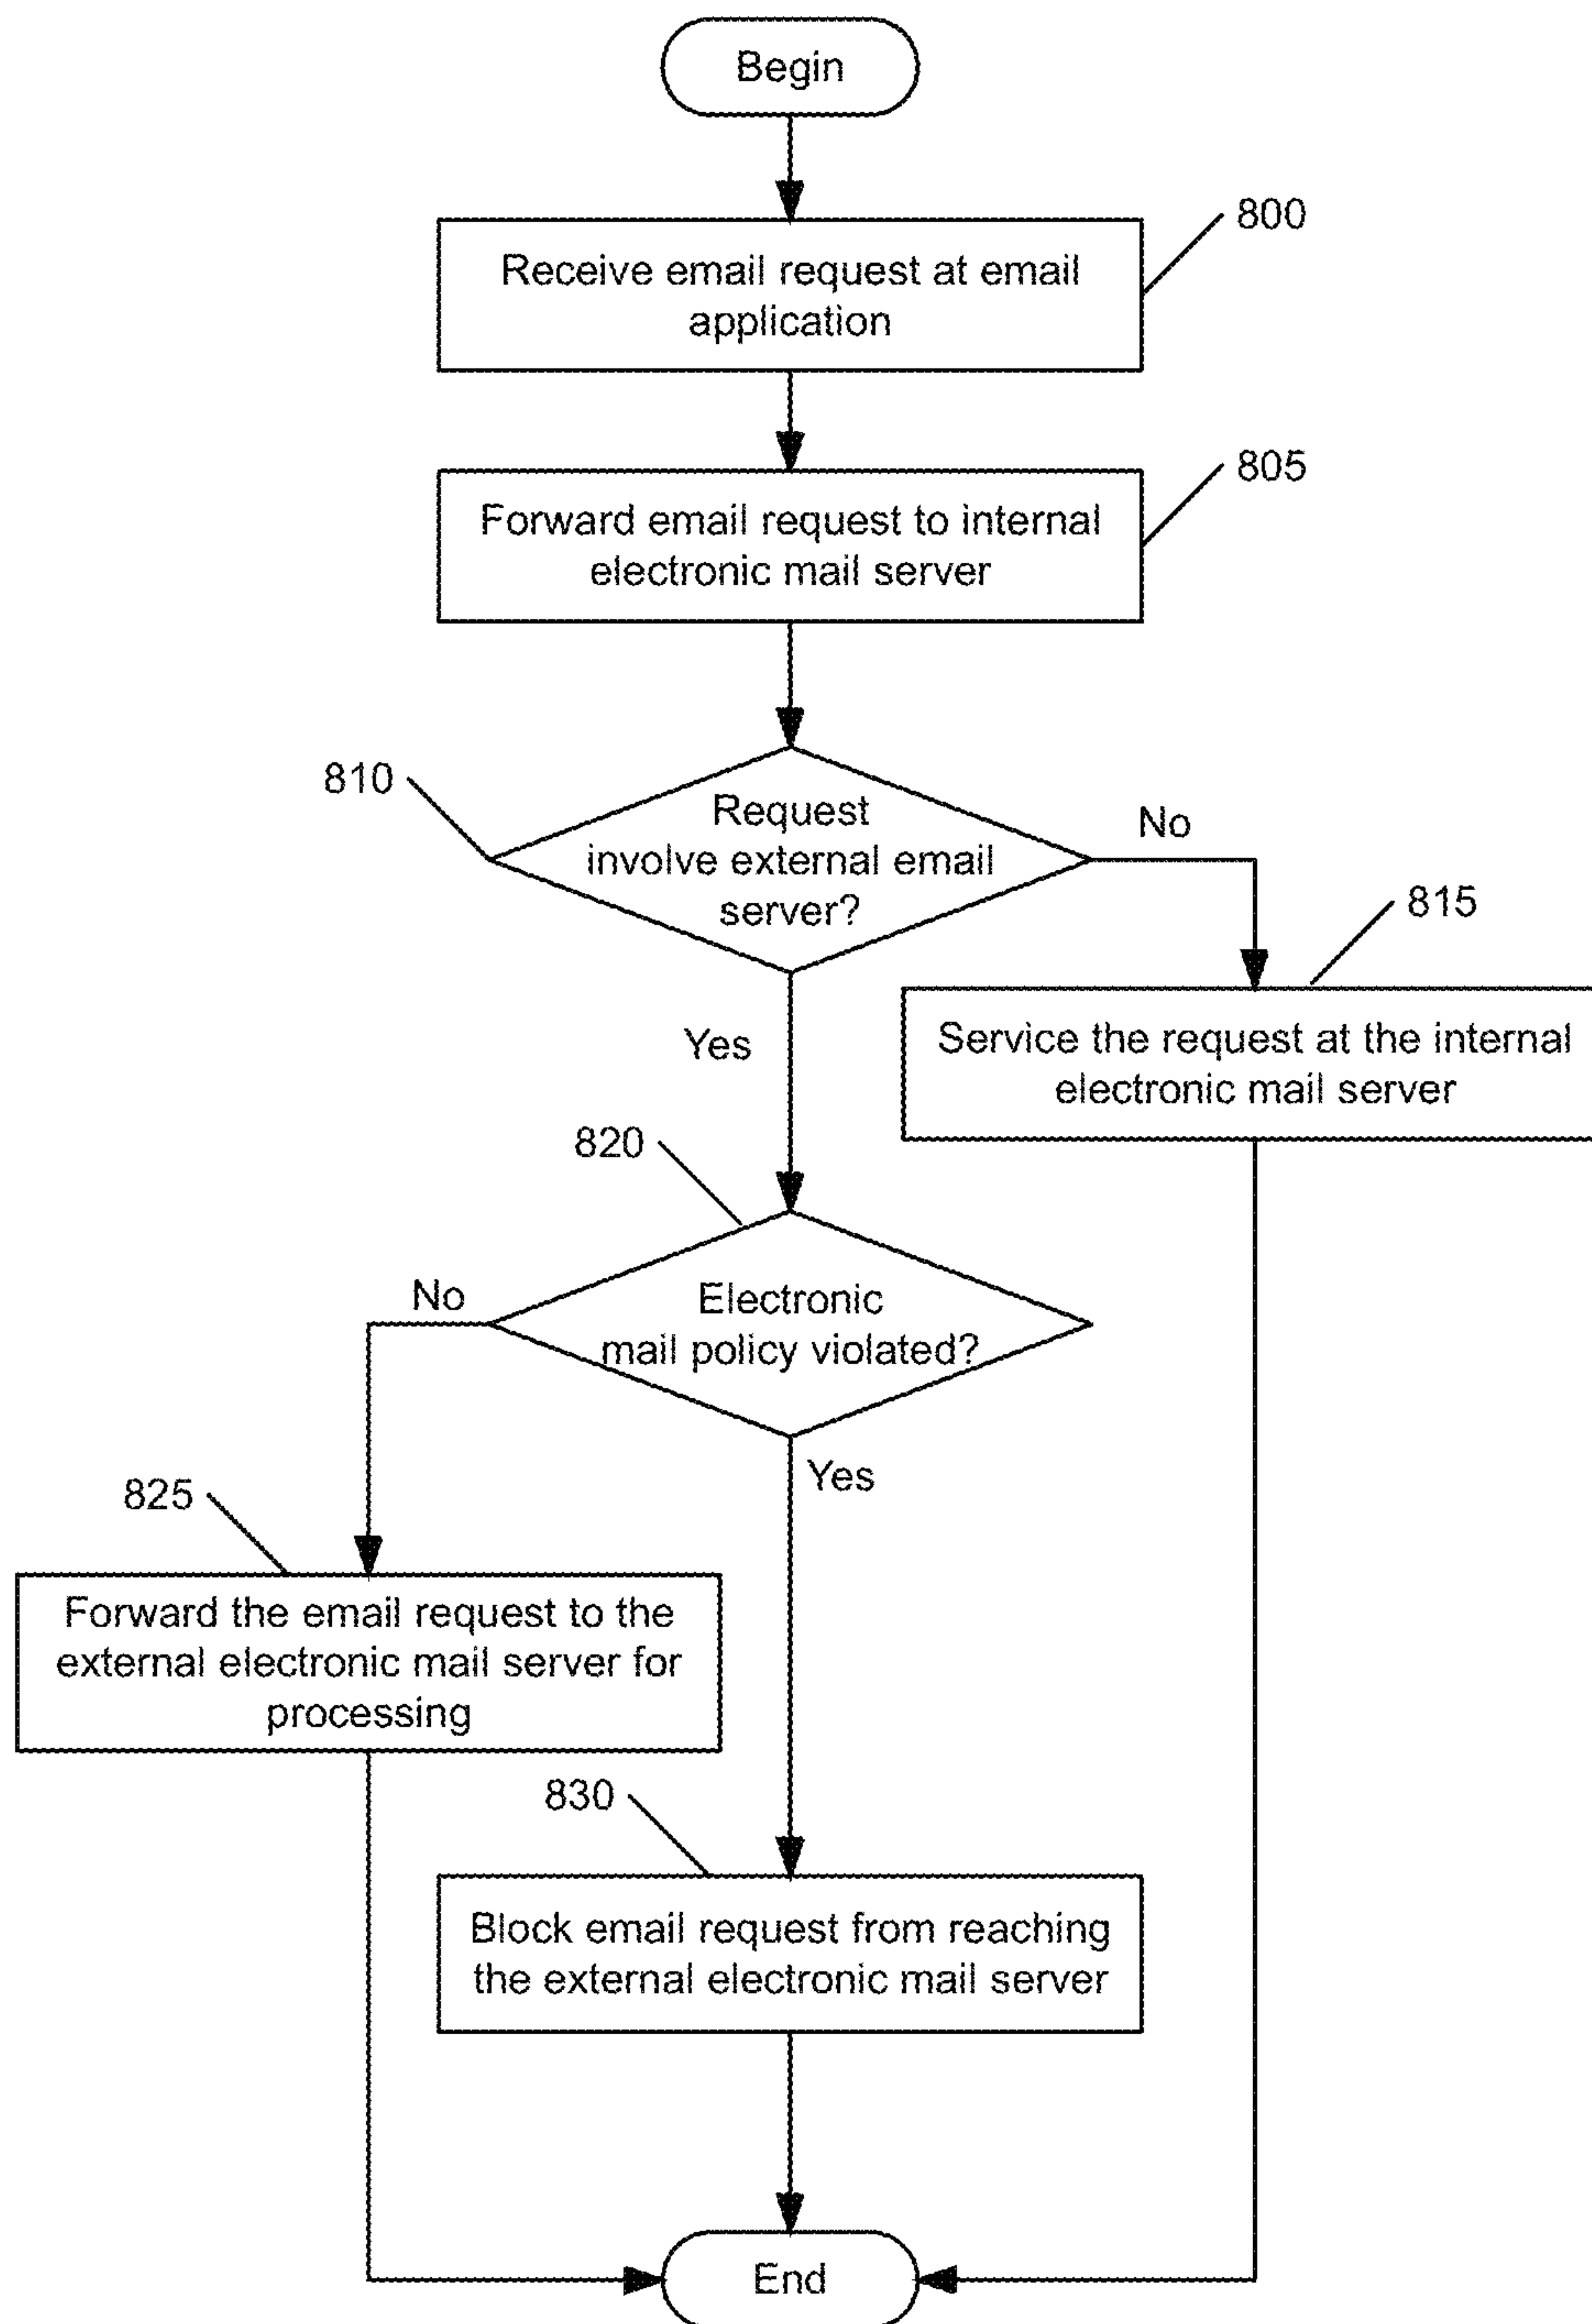 Begin
800
Receive email request at email
application
805
Forward email request to internal
electronic mail server
810
Request
involve external email
server?
No
815
Service the request at the internal
electronic mail server
Yes
820
Electronic
mail policy violated?
No
Yes
825
Forward the email request to the
external electronic mail server for
processing
830
Block email request from reaching
the external electronic mail server
End